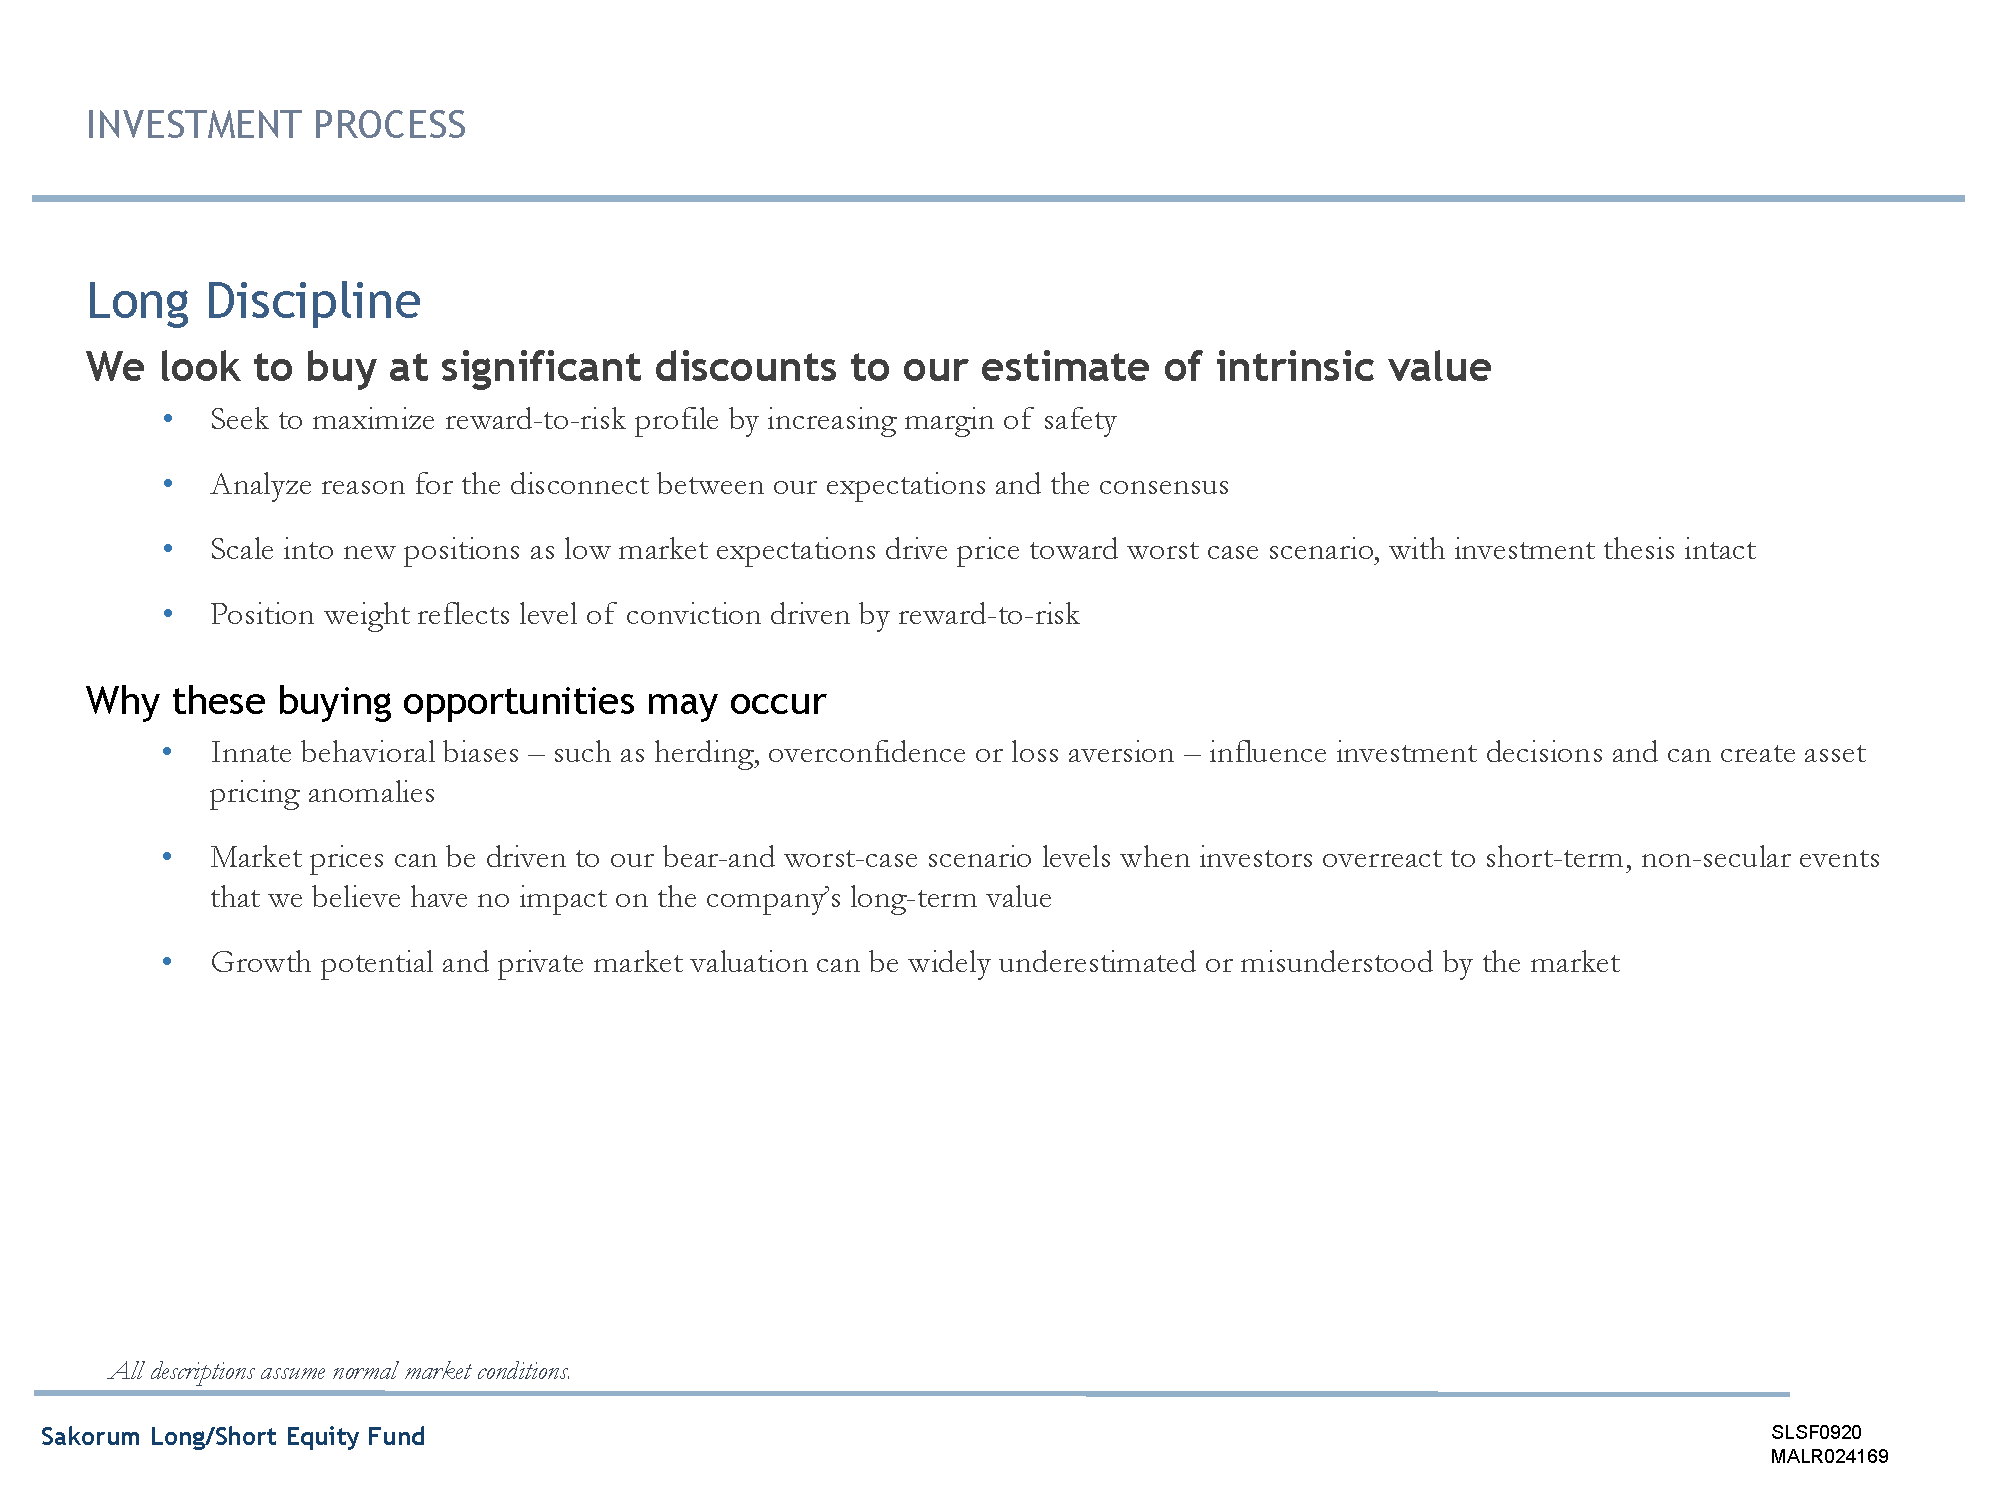 INVESTMENT PROCESS
Long Discipline
We look to buy at significant discounts to our estimate of intrinsic value
• Seek to maximize reward-to-risk profile by increasing margin of safety
• Analyze reason for the disconnect between our expectations and the consensus
• Scale into new positions as low market expectations drive price toward worst case scenario, with investment thesis intact
• Position weight reflects level of conviction driven by reward-to-risk
Why these buying opportunities may occur
• Innate behavioral biases – such as herding, overconfidence or loss aversion – influence investment decisions and can create asset
pricing anomalies
• Market prices can be driven to our bear-and worst-case scenario levels when investors overreact to short-term, non-secular events
that we believe have no impact on the company’s long-term value
• Growth potential and private market valuation can be widely underestimated or misunderstood by the market
All descriptions assume normal market conditions.
Sakorum Long/Short Equity Fund
SLSF0920
MALR024169